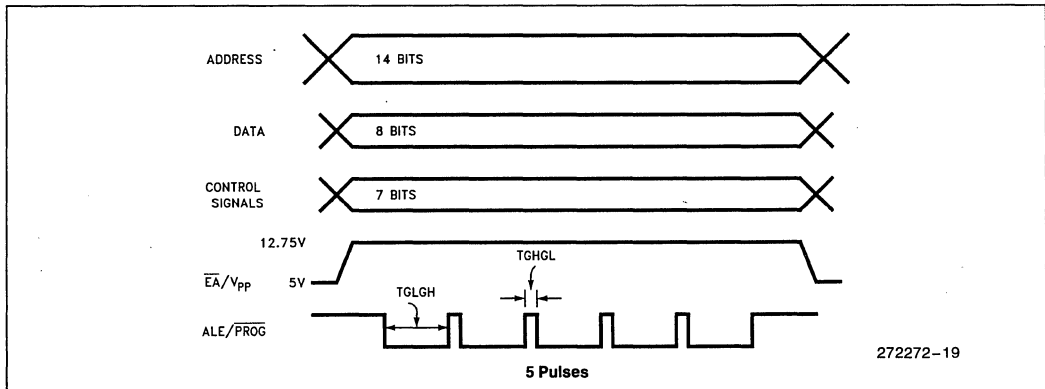 ADDRESS
14 BITS
DATA
8 BITS
CONTROL
SIGNALS
7 BITS
12.75V
EA/VPP
5V
TGHGL
TGLGH
ALE/PROG
272272-19
5 Pulses